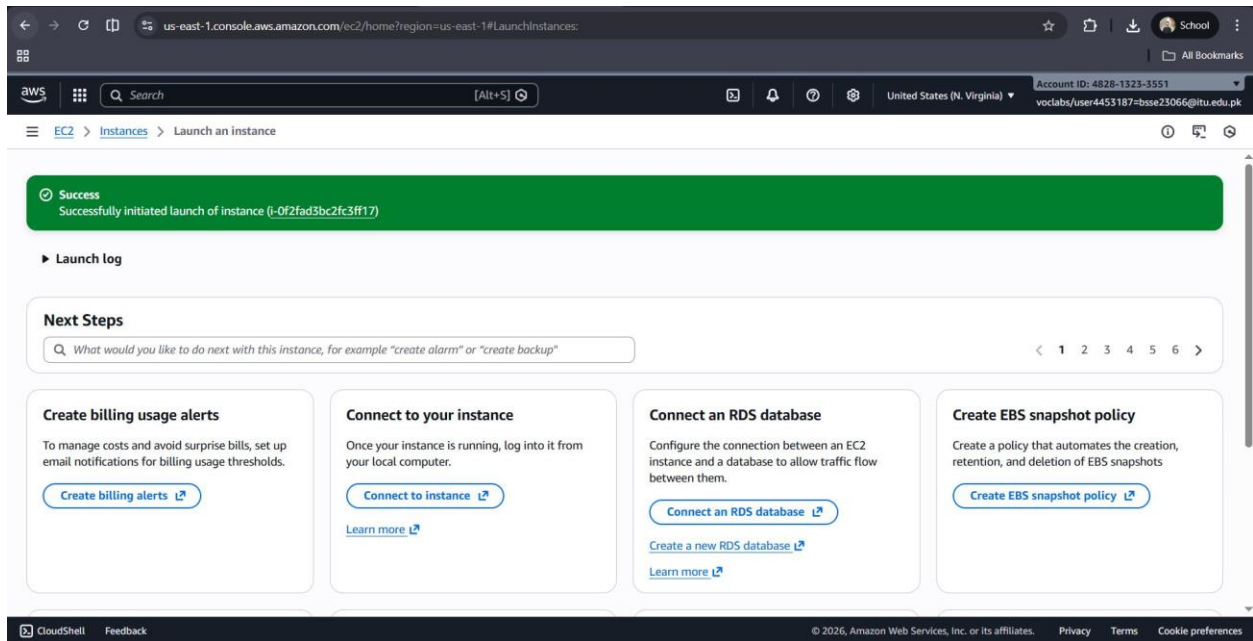 us-east-1.console.aws.amazon.com/ec2/home?region=us-east-1#LaunchInstances:
School
All Bookmarks
aws
Search
[Alt+S]
United States (N. Virginia) ▼
Account ID: 4828-1323-3551
voclabs/user4453187=bsse23066@itu.edu.pk
EC2 > Instances > Launch an instance
Success
Successfully initiated launch of instance (i-0f2fad3bc2fc3ff17)
Launch log
Next Steps
What would you like to do next with this instance, for example "create alarm" or "create backup"
1 2 3 4 5 6
Create billing usage alerts
To manage costs and avoid surprise bills, set up
email notifications for billing usage thresholds.
Create billing alerts
Connect to your instance
Once your instance is running, log into it from
your local computer.
Connect to instance
Learn more
Connect an RDS database
Configure the connection between an EC2
instance and a database to allow traffic flow
between them.
Connect an RDS database
Create a new RDS database
Learn more
Create EBS snapshot policy
Create a policy that automates the creation,
retention, and deletion of EBS snapshots
Create EBS snapshot policy
CloudShell
Feedback
© 2026, Amazon Web Services, Inc. or its affiliates.
Privacy
Terms
Cookie preferences